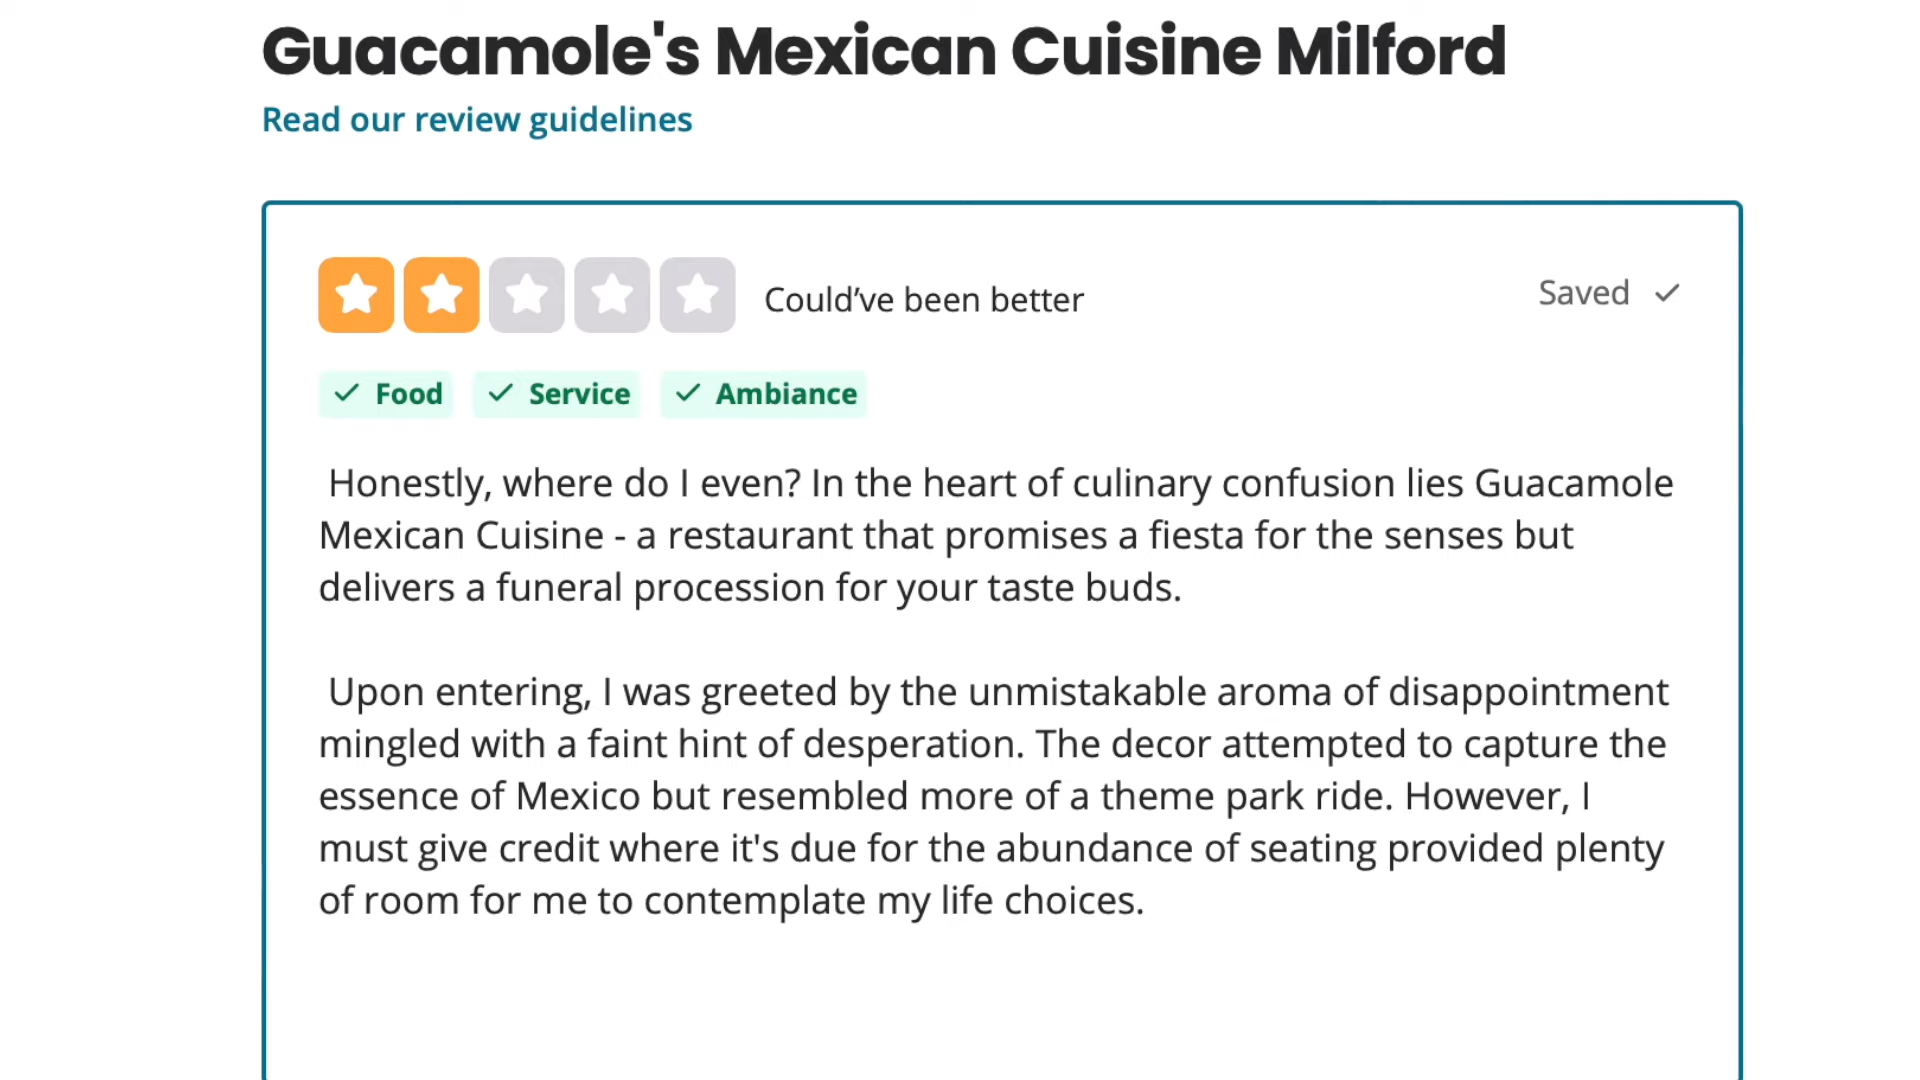 Guacamole's Mexican Cuisine Milford
Read our review guidelines
Could’ve been better
Saved
Food Service Ambiance
Honestly, where do I even? In the heart of culinary confusion lies Guacamole
Mexican Cuisine - a restaurant that promises a fiesta for the senses but
delivers a funeral procession for your taste buds.
Upon entering, I was greeted by the unmistakable aroma of disappointment
mingled with a faint hint of desperation. The decor attempted to capture the
essence of Mexico but resembled more of a theme park ride. However, I
must give credit where it's due for the abundance of seating provided plenty
of room for me to contemplate my life choices.